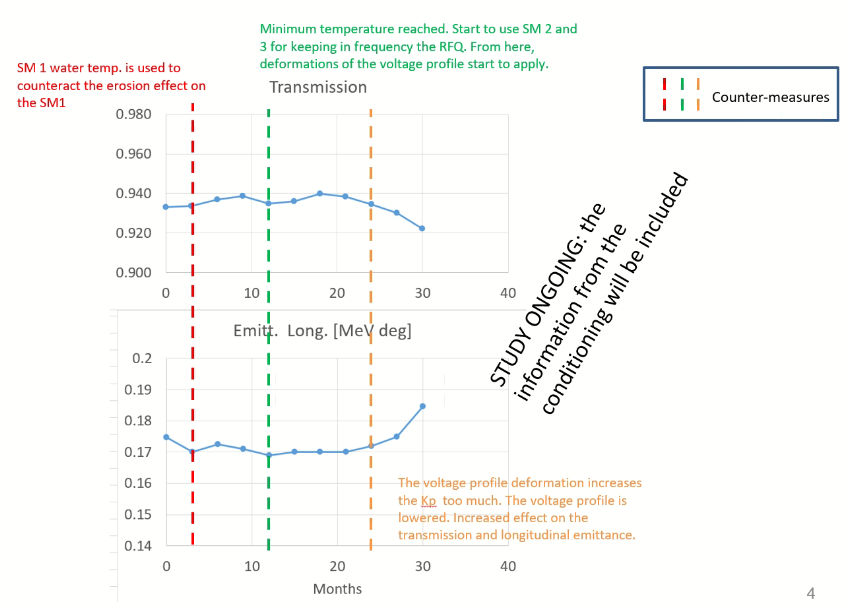 Minimum temperature reached. Start to use SM 2 and
3 for keeping in frequency the RFQ. From here,
deformations of the voltage profile start to apply.
SM 1 water temp. is used to
counteract the erosion effect on
the SM1
Transmission
Counter-measures
0.980
0.960
0.940
0.920
0.900
0 10 20 30 40
STUDY ONGOING: the
information from the
conditioning will be included
Emitt. Long. [MeV deg]
0.2
0.19
0.18
0.17
0.16
0.15
0.14
The voltage profile deformation increases
the Kp too much. The voltage profile is
lowered. Increased effect on the
transmission and longitudinal emittance.
0 10 20 30 40
Months
4